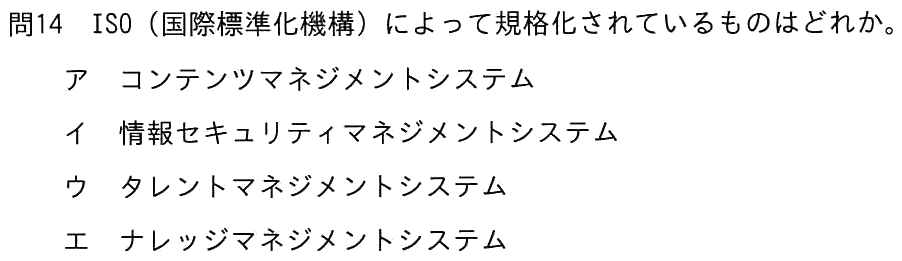 問14　ISO（国際標準化機構）によって規格化されているものはどれか。
ア　コンテンツマネジメントシステム
イ　情報セキュリティマネジメントシステム
ウ　タレントマネジメントシステム
エ　ナレッジマネジメントシステム